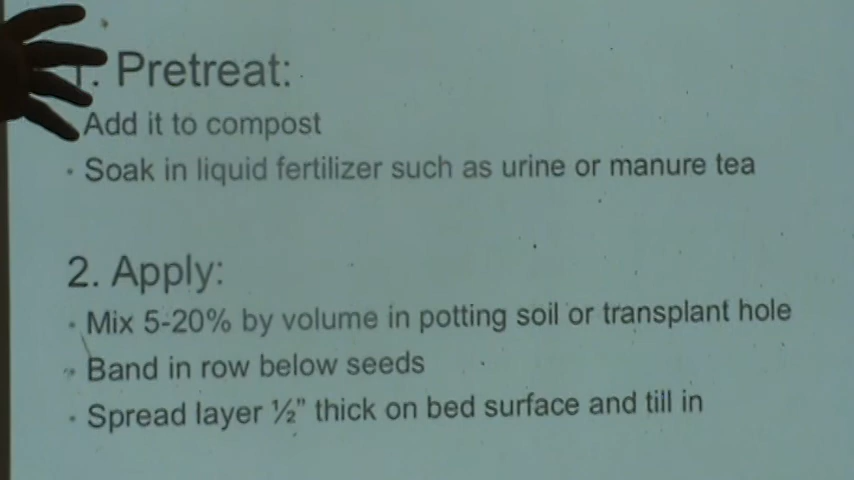 1. Pretreat:
Add it to compost
· Soak in liquid fertilizer such as urine or manure tea
2. Apply:
· Mix 5-20% by volume in potting soil or transplant hole
· Band in row below seeds
· Spread layer ½” thick on bed surface and till in